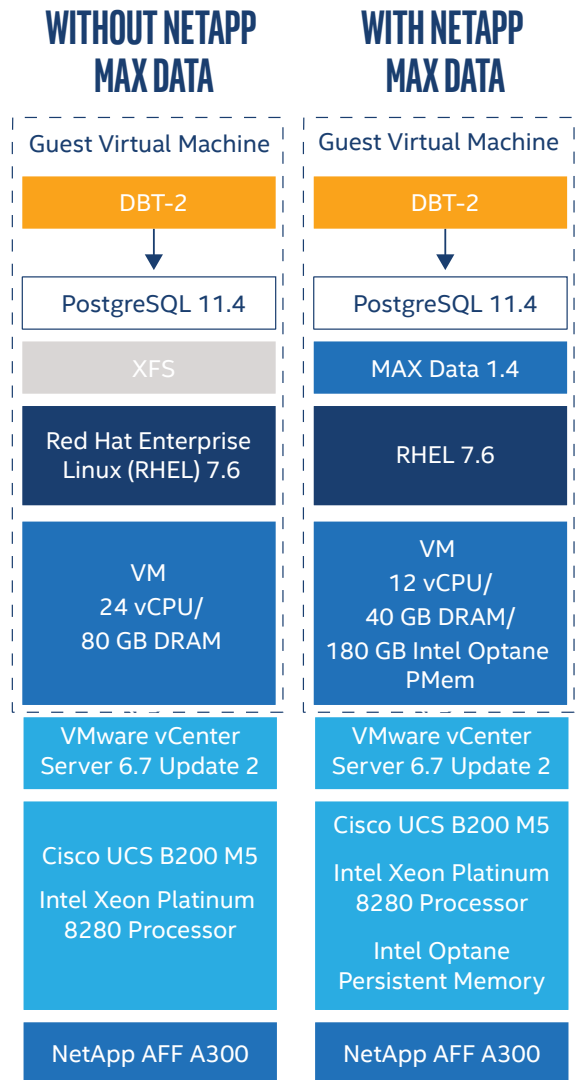 WITHOUT NETAPP
MAX DATA
Guest Virtual Machine
DBT-2
PostgreSQL 11.4
XFS
Red Hat Enterprise
Linux (RHEL) 7.6
VM
24 vCPU/
80 GB DRAM
VMware vCenter
Server 6.7 Update 2
Cisco UCS B200 M5
Intel Xeon Platinum
8280 Processor
NetApp AFF A300
WITH NETAPP
MAX DATA
Guest Virtual Machine
DBT-2
PostgreSQL 11.4
MAX Data 1.4
RHEL 7.6
VM
12 vCPU/
40 GB DRAM/
180 GB Intel Optane
PMem
VMware vCenter
Server 6.7 Update 2
Cisco UCS B200 M5
Intel Xeon Platinum
8280 Processor
Intel Optane
Persistent Memory
NetApp AFF A300